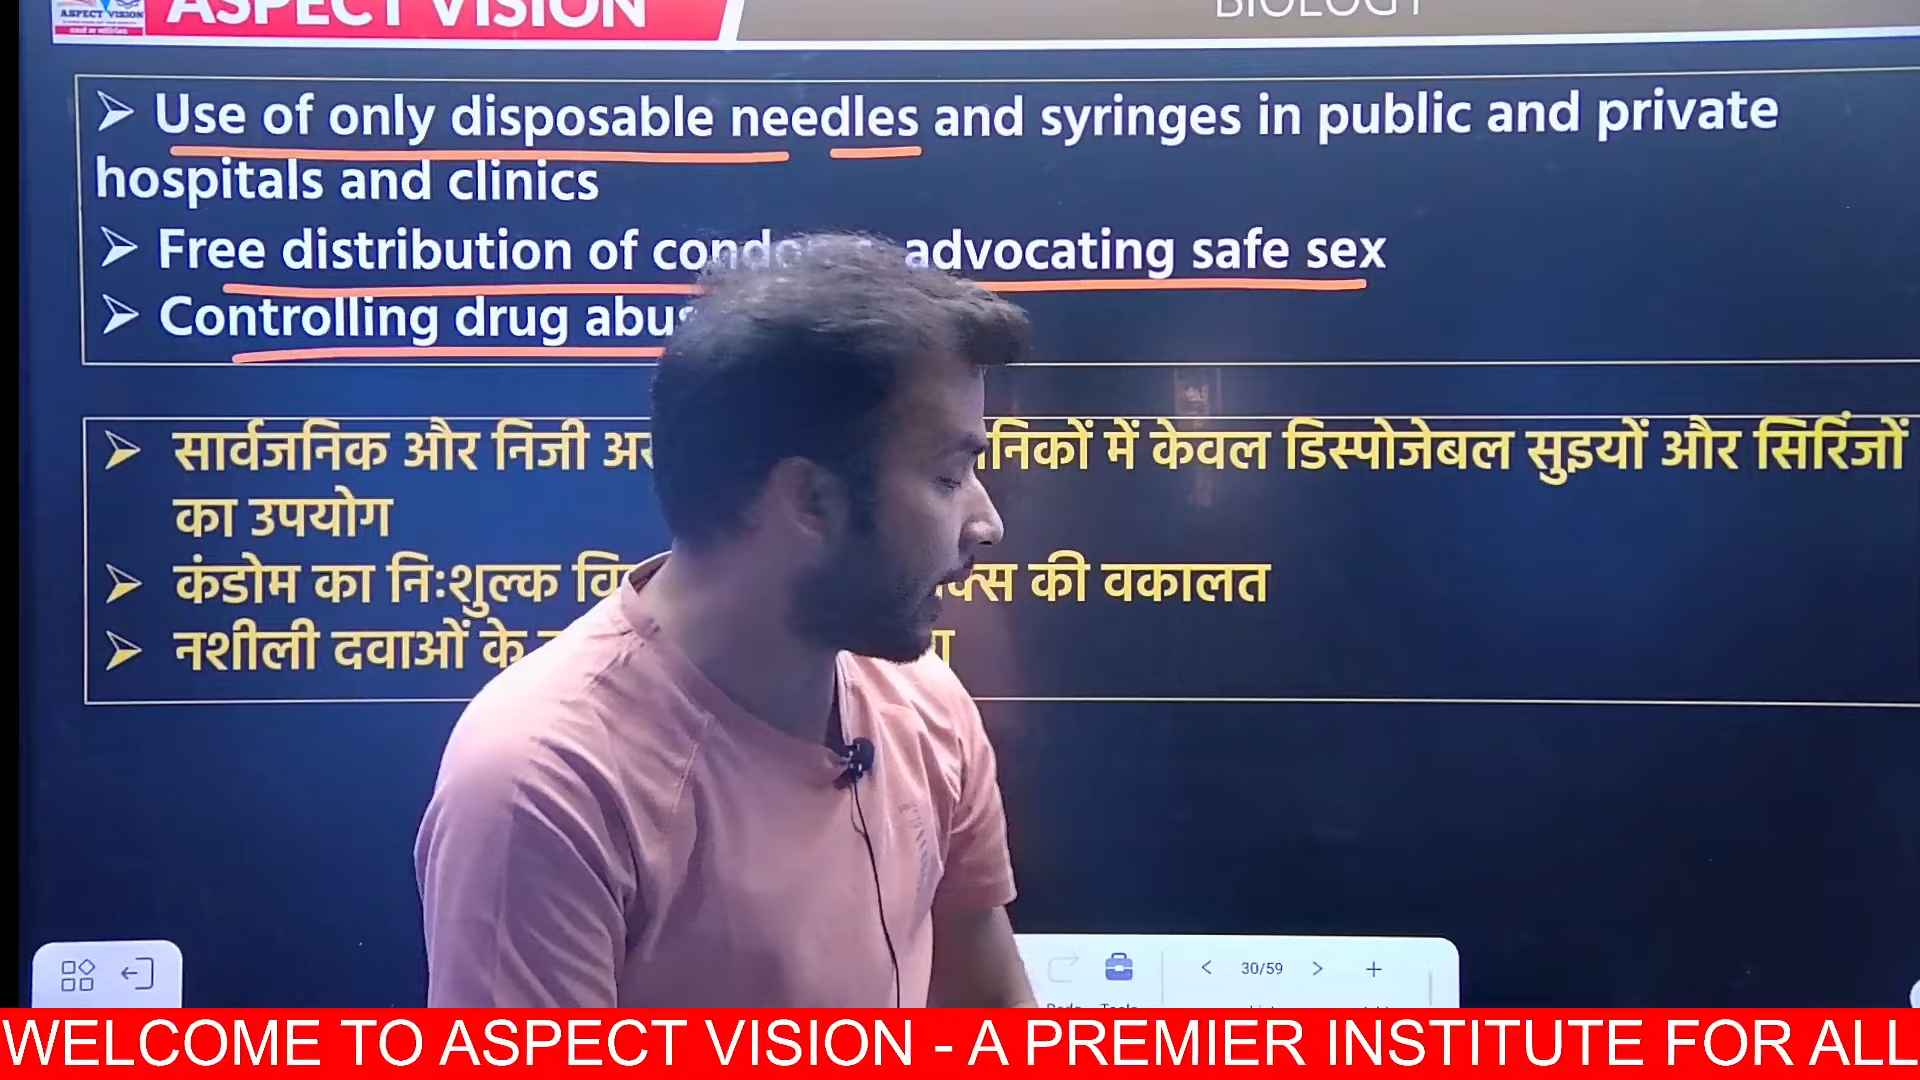 ASPECT VISION
ASPECT VISION
BIOLOGY
➢ Use of only disposable needles and syringes in public and private
hospitals and clinics
➢ Free distribution of advocating safe sex
➢ Controlling drug
➢ सार्वजनिक और निजी में केवल डिस्पोजेबल सुइयों और सिरिंजों
का उपयोग
➢ कंडोम का निःशुल्क की वकालत
➢ नशीली दवाओं के
30/59
WELCOME TO ASPECT VISION - A PREMIER INSTITUTE FOR ALL